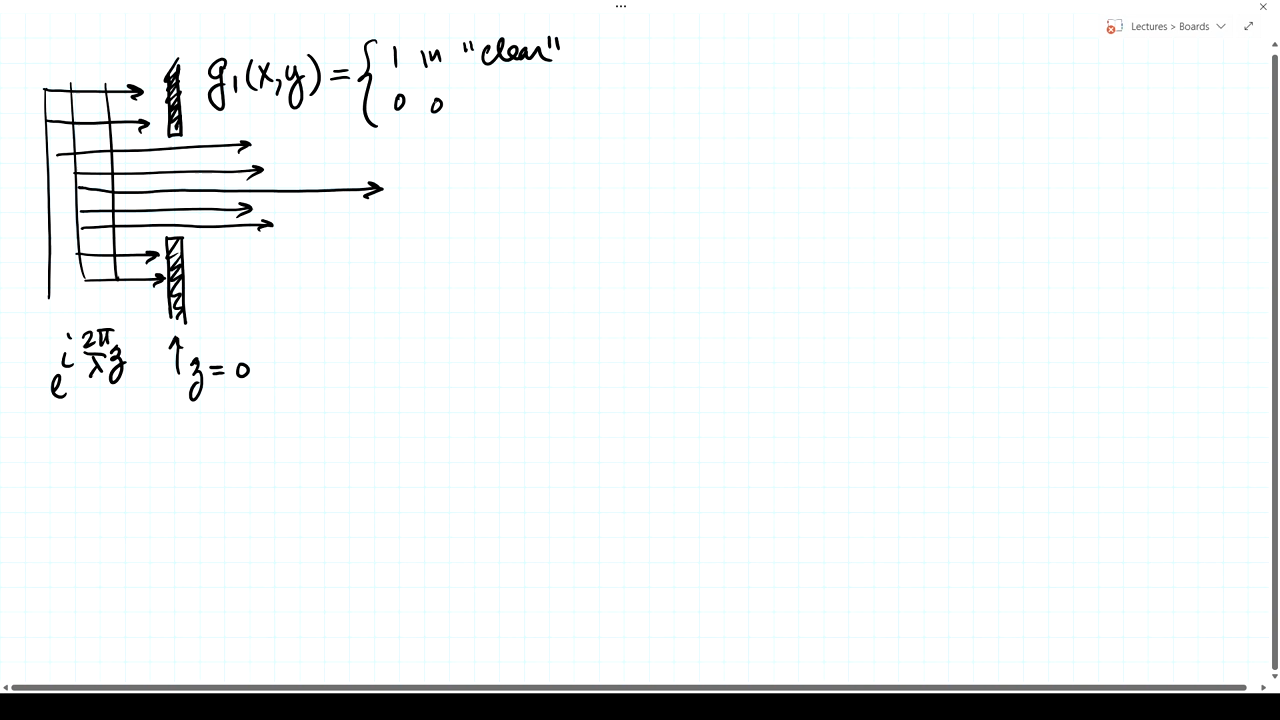 Lectures > Boards
g₁(x,y) = { 1 in "clear"
0 0
e^{i 2π/λ z}
z = 0